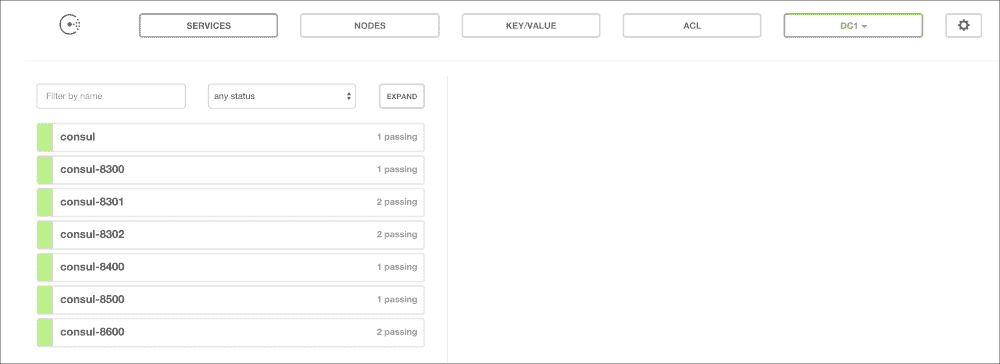 SERVICES NODES KEY/VALUE ACL DC1
Filter by name any status EXPAND
consul 1 passing
consul-8300 1 passing
consul-8301 2 passing
consul-8302 2 passing
consul-8400 1 passing
consul-8500 1 passing
consul-8600 2 passing